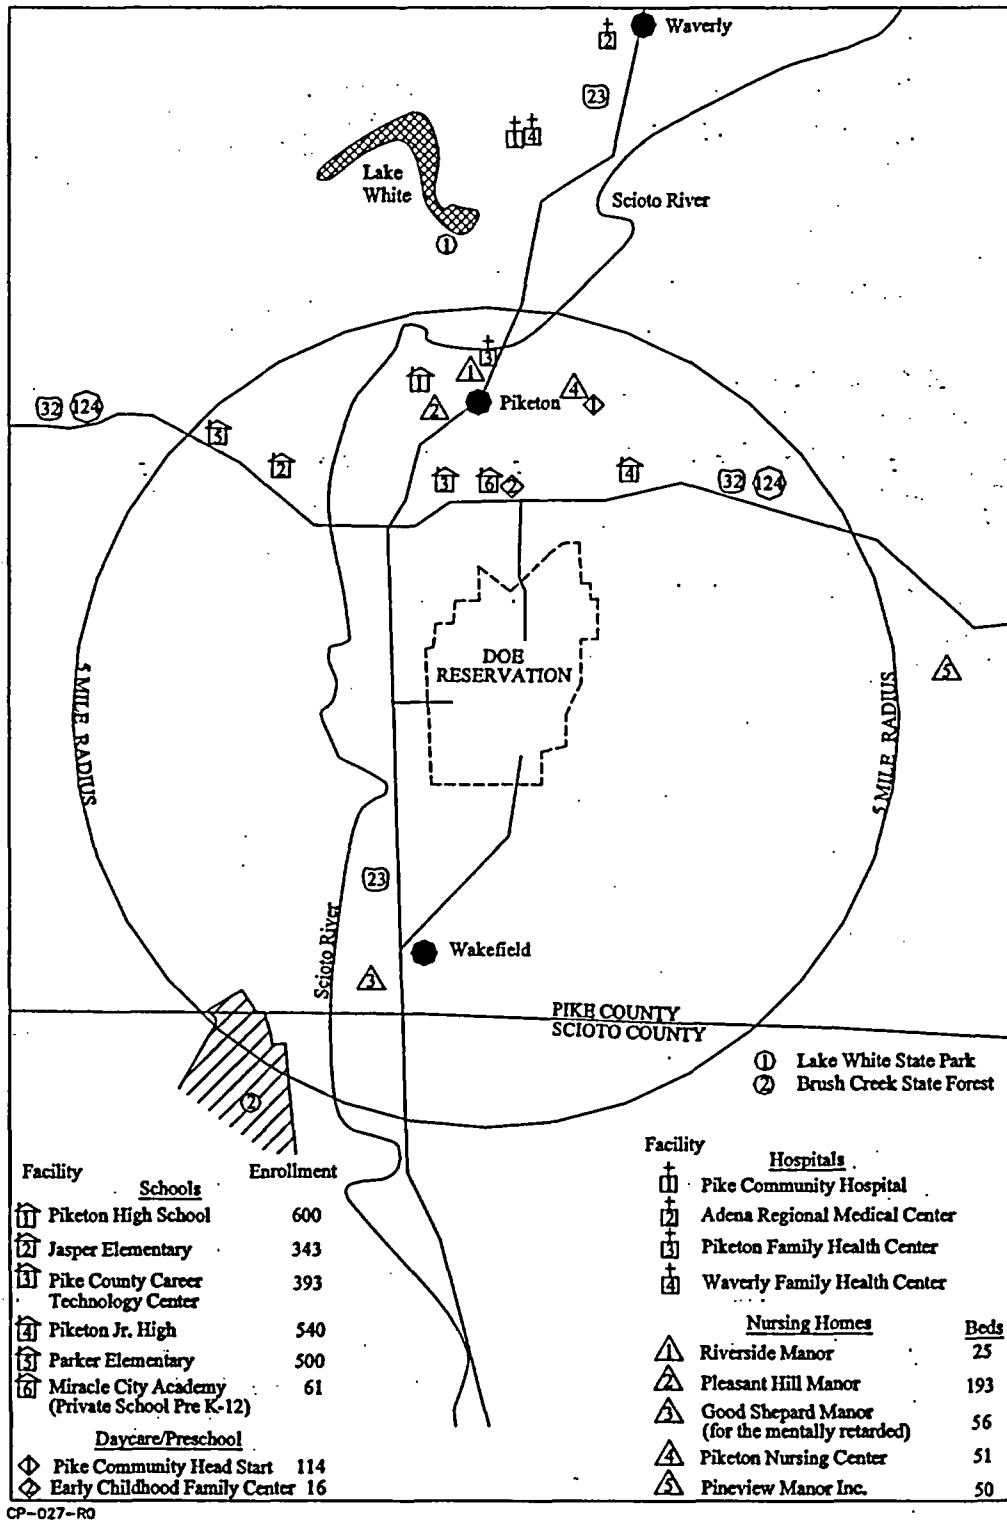 Waverly
2
23
1 4
Lake
White
Scioto River
1
3
1
1
4
32 124
2
Piketon
1
5
2
3
6
2
4
32 124
DOE
RESERVATION
5
5 MILE RADIUS
5 MILE RADIUS
23
Scioto River
Wakefield
3
PIKE COUNTY
SCIOTO COUNTY
1 Lake White State Park
2 Brush Creek State Forest
2
Facility Enrollment
Schools
1 Piketon High School 600
2 Jasper Elementary 343
3 Pike County Career
Technology Center 393
4 Piketon Jr. High 540
5 Parker Elementary 500
6 Miracle City Academy 61
(Private School Pre K-12)
Daycare/Preschool
1 Pike Community Head Start 114
2 Early Childhood Family Center 16
Facility
Hospitals
1 Pike Community Hospital
2 Adena Regional Medical Center
3 Piketon Family Health Center
4 Waverly Family Health Center
Nursing Homes Beds
1 Riverside Manor 25
2 Pleasant Hill Manor 193
3 Good Shepard Manor
(for the mentally retarded) 56
4 Piketon Nursing Center 51
5 Pineview Manor Inc. 50
CP-027-R0